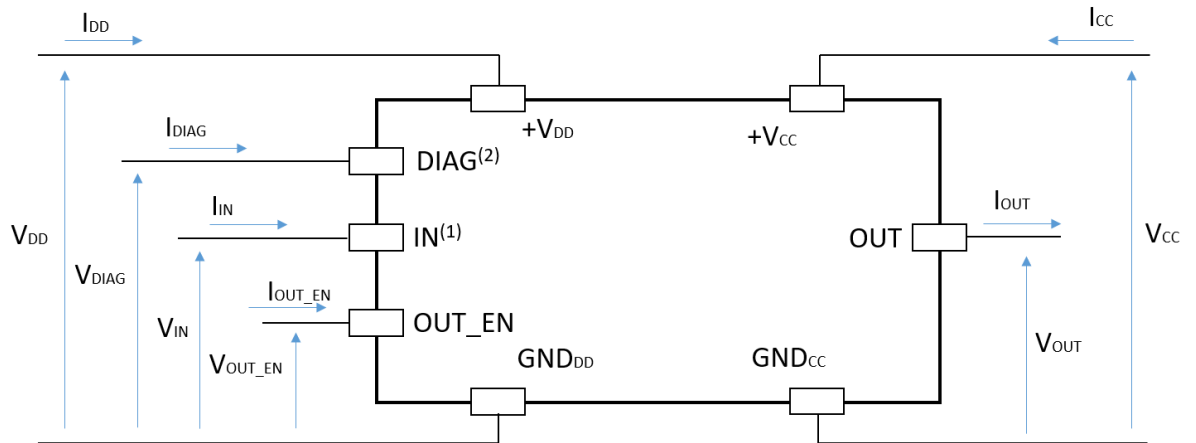 IDD
ICC
+VDD
+VCC
IDIAG
DIAG(2)
IIN
IN(1)
IOUT
OUT
VDD
VCC
VDIAG
IOUT_EN
OUT_EN
VIN
VOUT_EN
GNDDD
GNDCC
VOUT